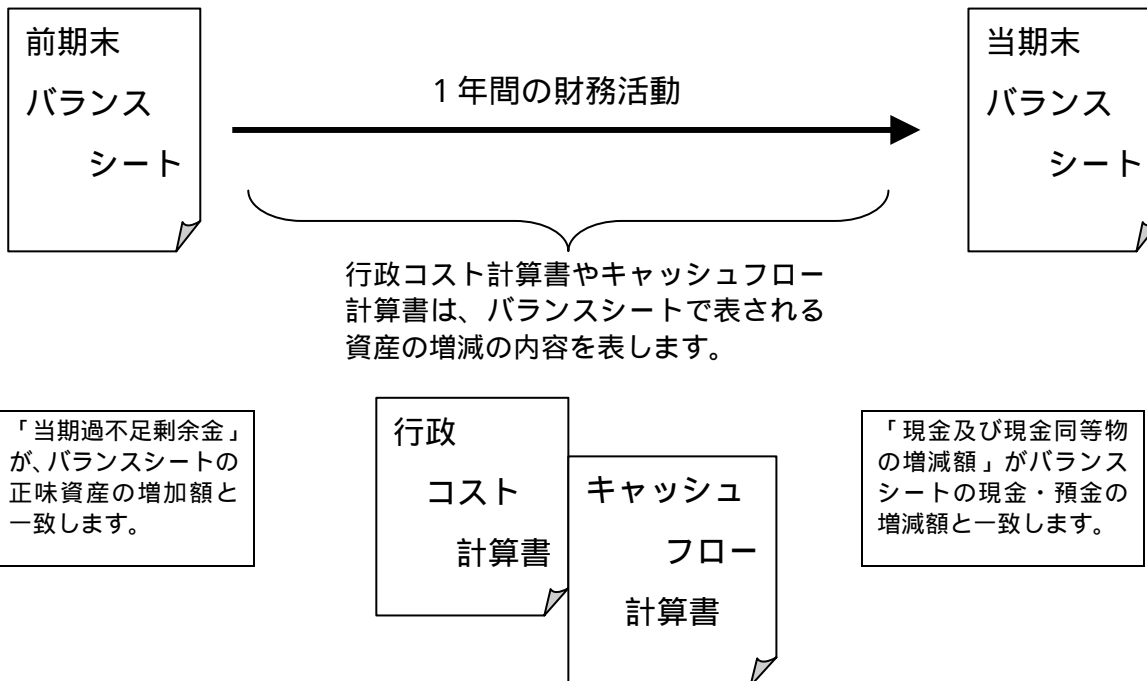 前期末
バランス
シート
1年間の財務活動
当期末
バランス
シート
行政コスト計算書やキャッシュフロー
計算書は、バランスシートで表される
資産の増減の内容を表します。
「当期過不足剰余金」
が、バランスシートの
正味資産の増加額と
一致します。
行政
コスト
計算書
キャッシュ
フロー
計算書
「現金及び現金同等物
の増減額」がバランス
シートの現金・預金の
増減額と一致します。